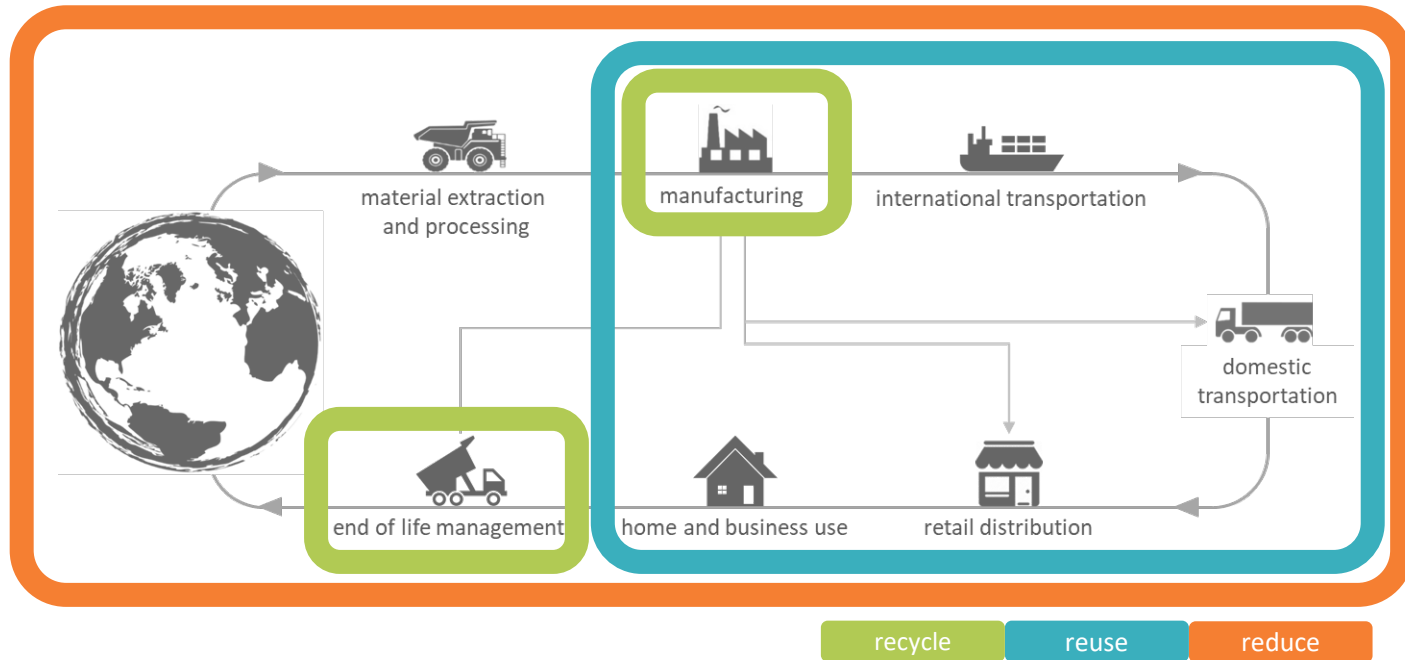 material extraction
and processing
manufacturing
international transportation
domestic
transportation
end of life management
home and business use
retail distribution
recycle
reuse
reduce